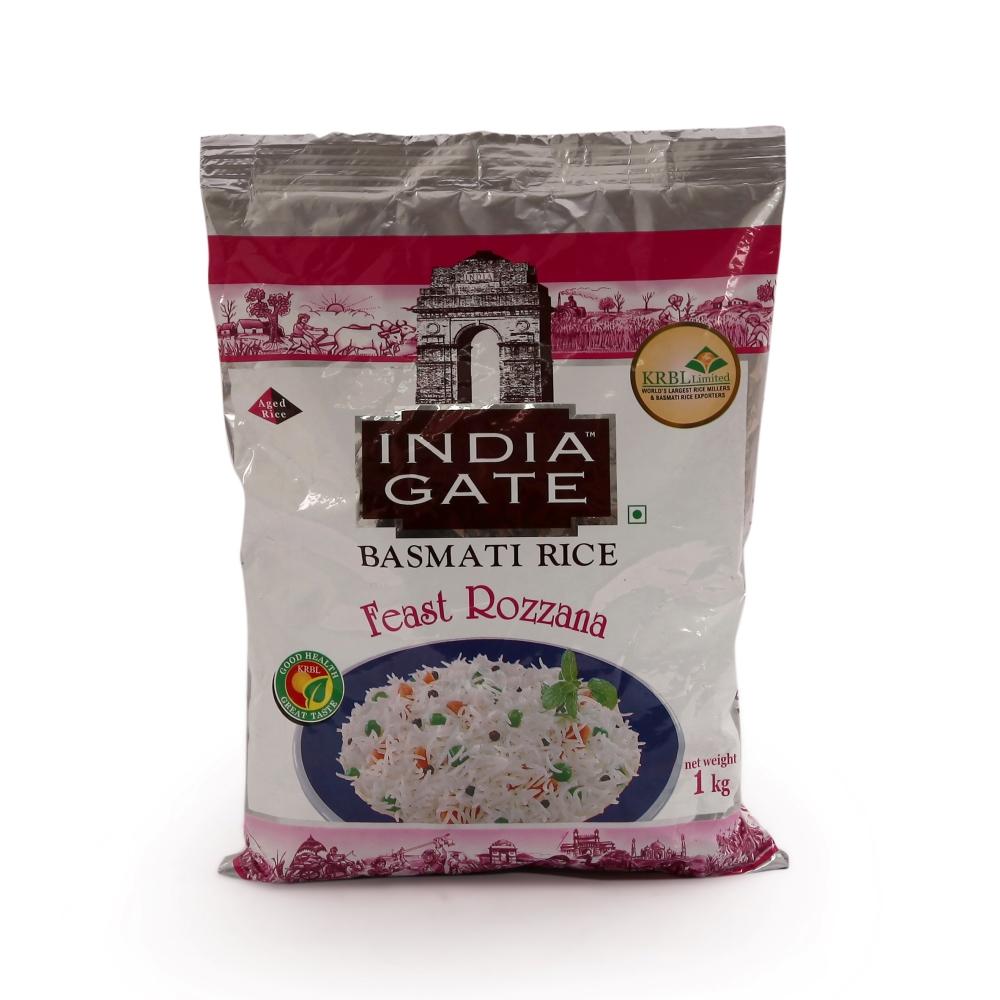 INDIA
KRBL Limited
WORLD'S LARGEST RICE MILLERS
& BASMATI RICE EXPORTERS
Aged
Rice
INDIA™
GATE
BASMATI RICE
Feast Rozzana
GOOD HEALTH
KRBL
GREAT TASTE
net weight
1 kg